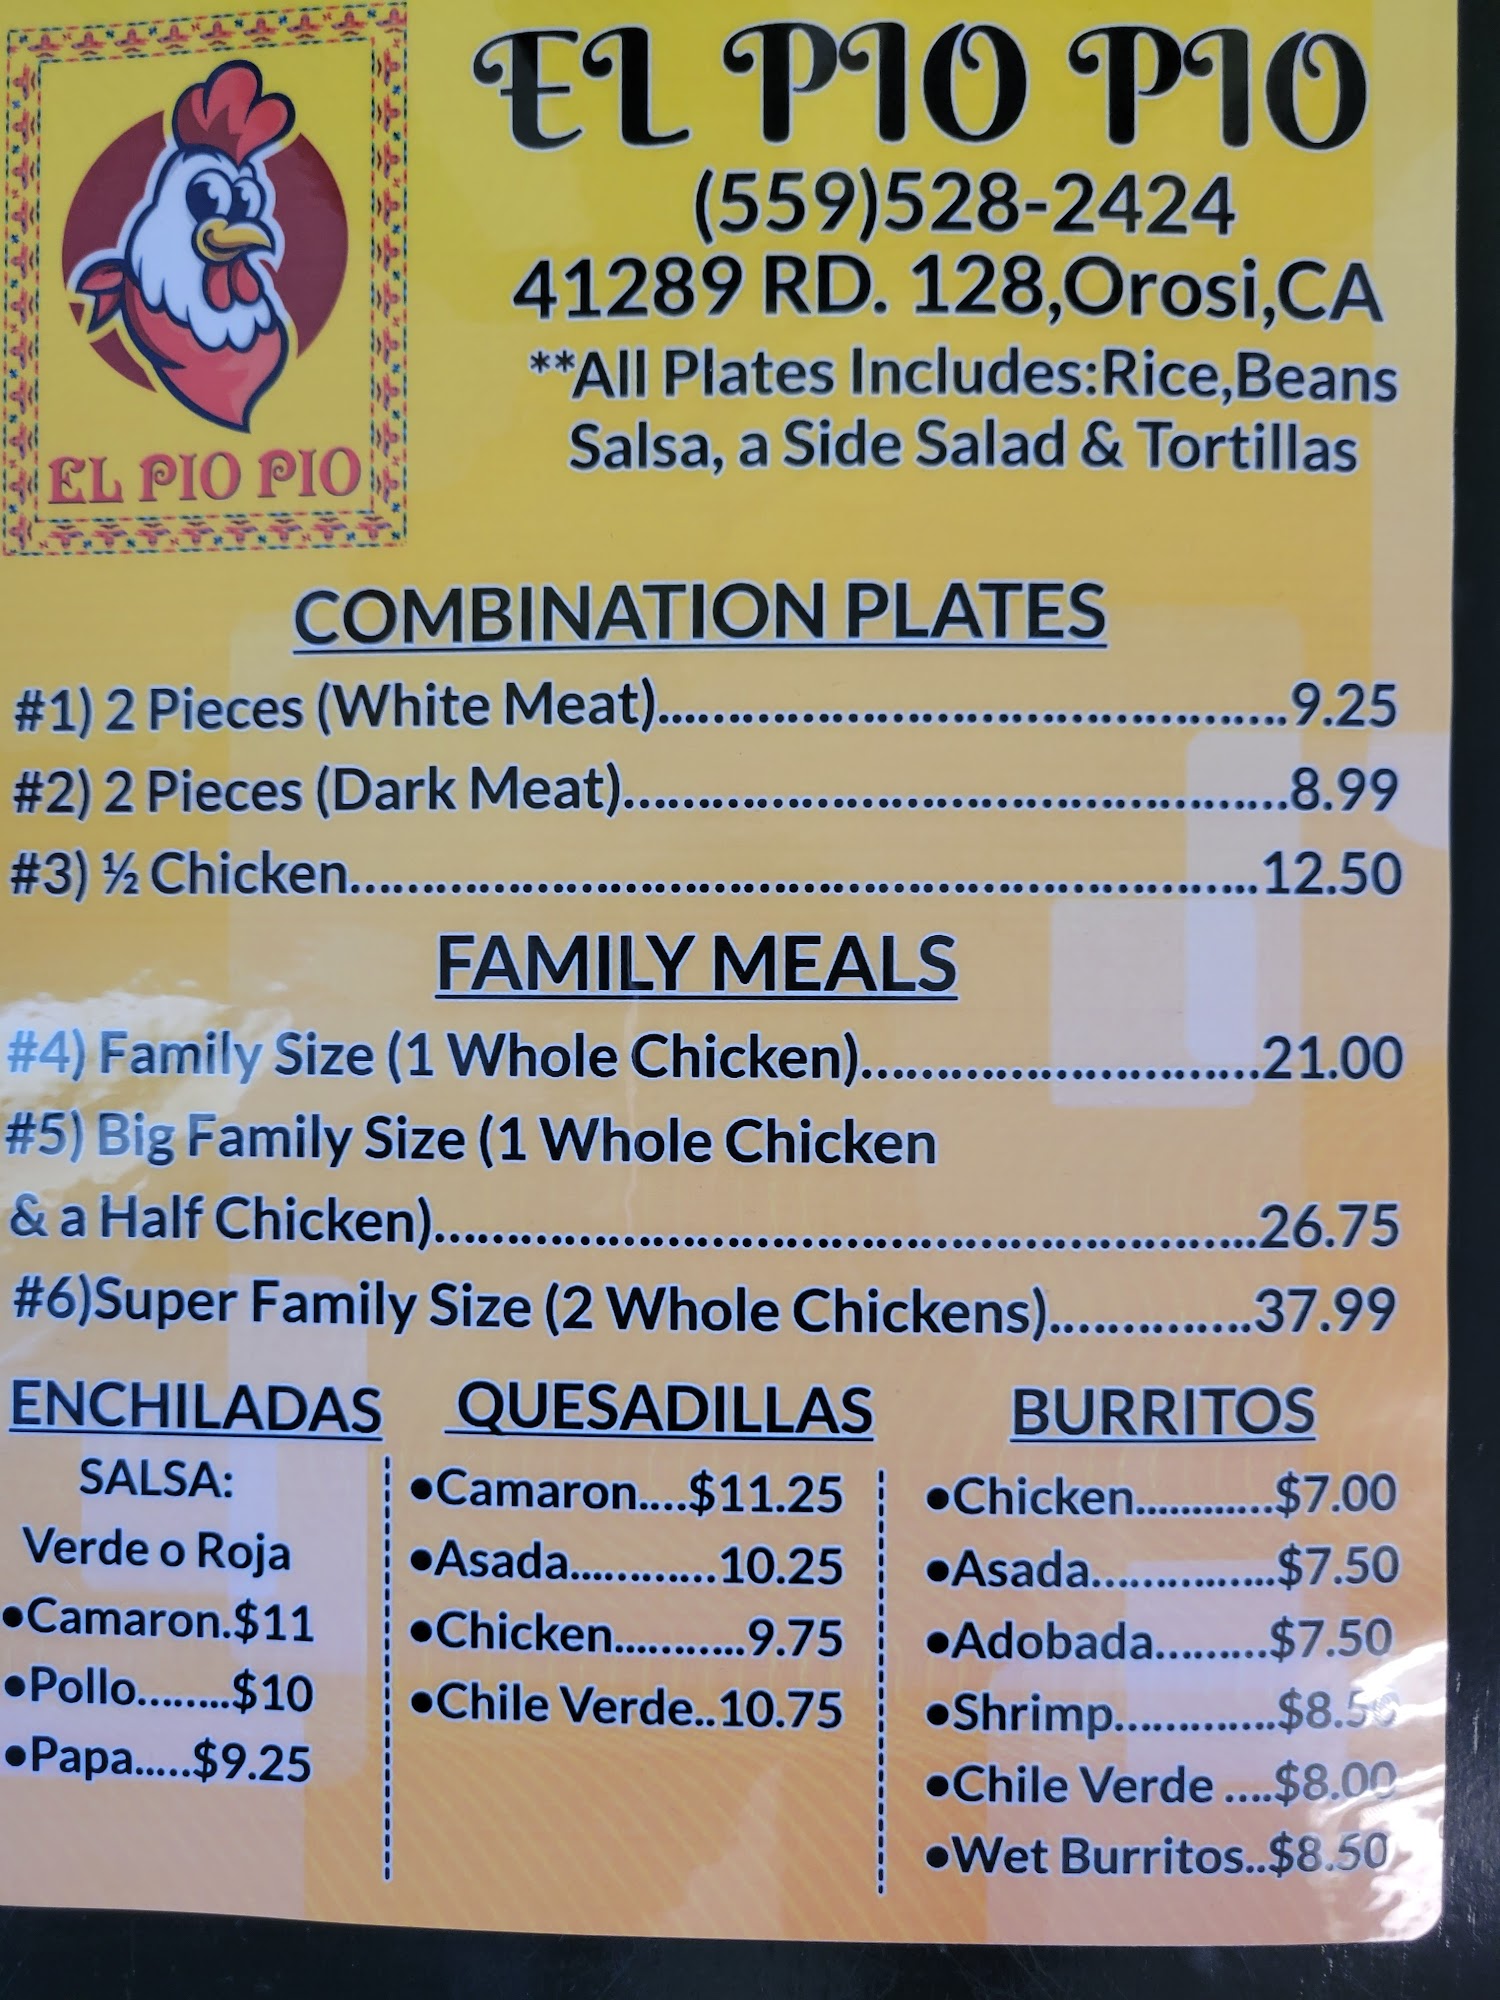 EL PIO PIO
EL PIO PIO
(559)528-2424
41289 RD. 128,Orosi,CA
**All Plates Includes:Rice,Beans
Salsa, a Side Salad & Tortillas
COMBINATION PLATES
#1) 2 Pieces (White Meat)..........................................9.25
#2) 2 Pieces (Dark Meat)............................................8.99
#3) ½ Chicken..............................................................12.50
FAMILY MEALS
#4) Family Size (1 Whole Chicken)...........................21.00
#5) Big Family Size (1 Whole Chicken
& a Half Chicken)........................................................26.75
#6)Super Family Size (2 Whole Chickens)..............37.99
ENCHILADAS
SALSA:
Verde o Roja
•Camaron.$11
•Pollo........$10
•Papa.....$9.25
QUESADILLAS
•Camaron....$11.25
•Asada............10.25
•Chicken...........9.75
•Chile Verde..10.75
BURRITOS
•Chicken............$7.00
•Asada................$7.50
•Adobada..........$7.50
•Shrimp..............$8.50
•Chile Verde ....$8.00
•Wet Burritos..$8.50